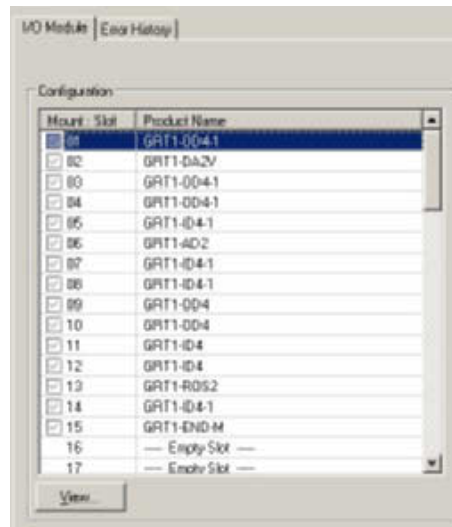 I/O Module Error History
Configuration
Mount : Slot Product Name
01 GRT1-OD4-1
02 GRT1-DA2V
03 GRT1-OD4-1
04 GRT1-OD4-1
05 GRT1-ID4-1
06 GRT1-AD2
07 GRT1-ID4-1
08 GRT1-ID4-1
09 GRT1-OD4
10 GRT1-OD4
11 GRT1-ID4
12 GRT1-ID4
13 GRT1-ROS2
14 GRT1-ID4-1
15 GRT1-END-M
16 --- Empty Slot ---
17 --- Empty Slot ---
View...